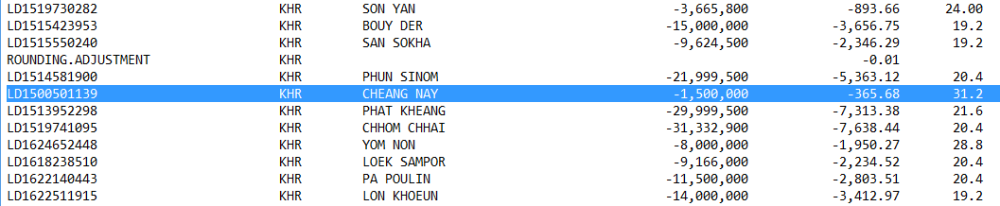 LD1519730282 KHR SON YAN -3,665,800 -893.66 24.00
LD1515423953 KHR BOUY DER -15,000,000 -3,656.75 19.2
LD1515550240 KHR SAN SOKHA -9,624,500 -2,346.29 19.2
ROUNDING.ADJUSTMENT KHR -0.01
LD1514581900 KHR PHUN SINOM -21,999,500 -5,363.12 20.4
LD1500501139 KHR CHEANG NAY -1,500,000 -365.68 31.2
LD1513952298 KHR PHAT KHEANG -29,999,500 -7,313.38 21.6
LD1519741095 KHR CHHOM CHHAI -31,332,900 -7,638.44 20.4
LD1624652448 KHR YOM NON -8,000,000 -1,950.27 28.8
LD1618238510 KHR LOEK SAMPOR -9,166,000 -2,234.52 20.4
LD1622140443 KHR PA POULIN -11,500,000 -2,803.51 20.4
LD1622511915 KHR LON KHOEUN -14,000,000 -3,412.97 19.2